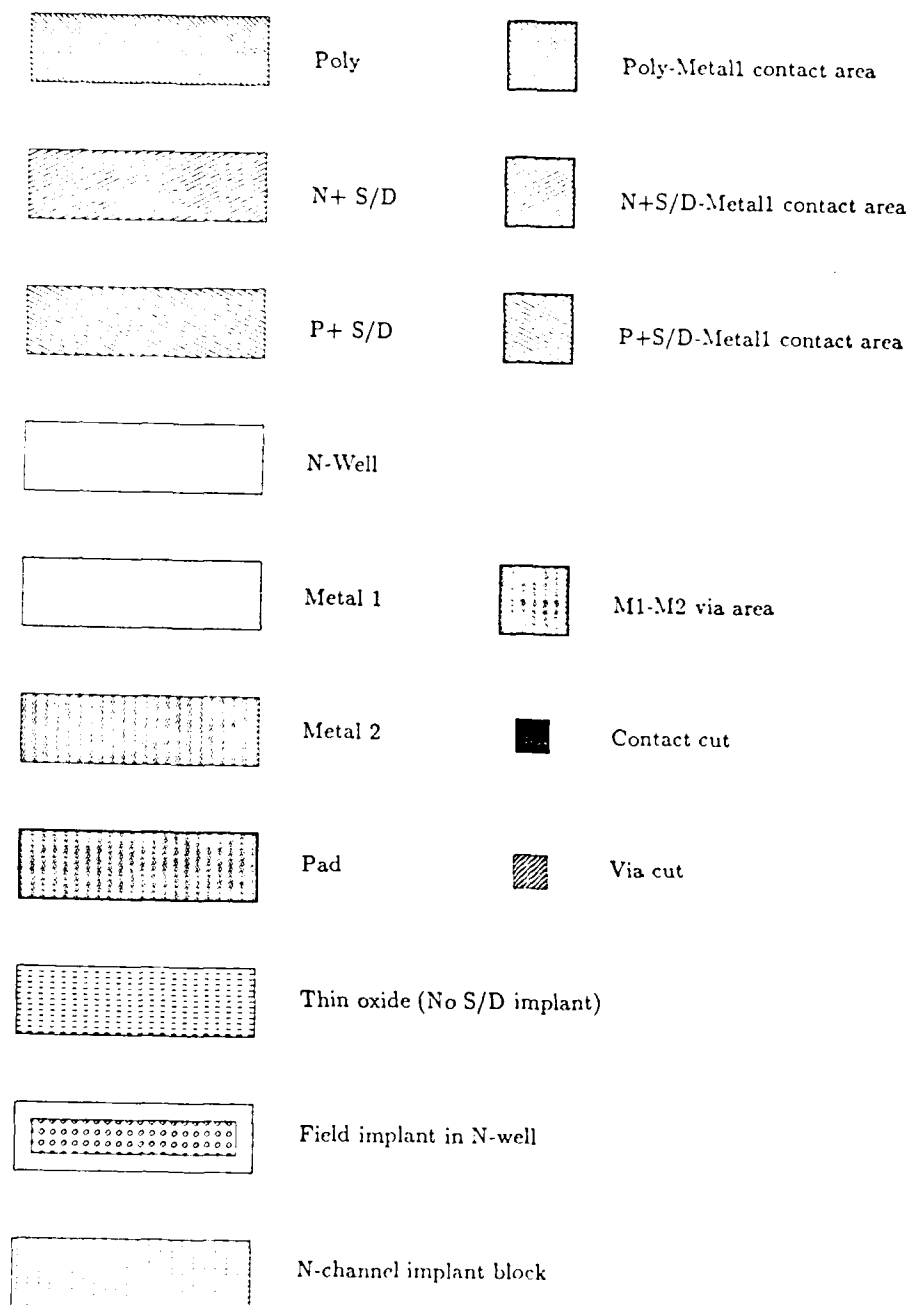 Poly
Poly-Metal1 contact area
N+ S/D
N+S/D-Metal1 contact area
P+ S/D
P+S/D-Metal1 contact area
N-Well
Metal 1
M1-M2 via area
Metal 2
Contact cut
Pad
Via cut
Thin oxide (No S/D implant)
Field implant in N-well
N-channel implant block